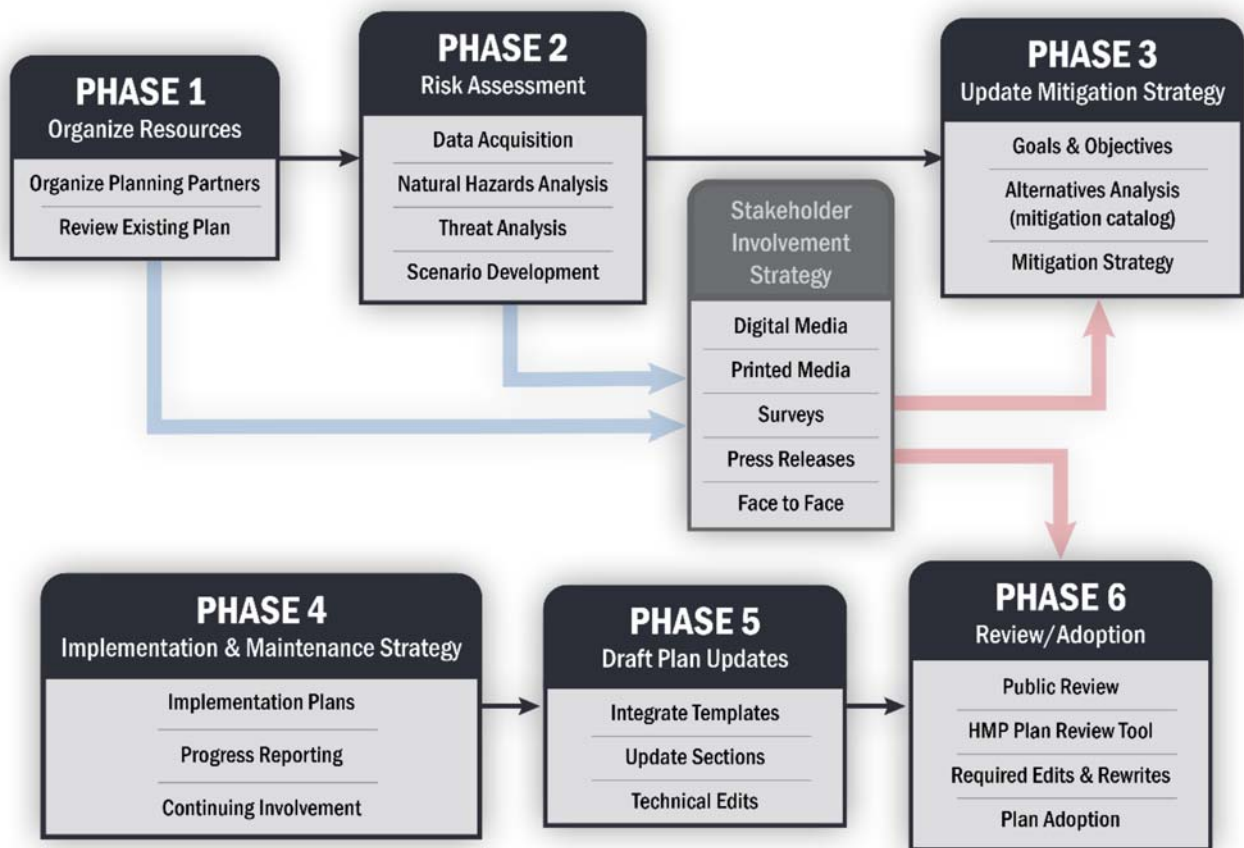 PHASE 1
Organize Resources
Organize Planning Partners
Review Existing Plan
PHASE 2
Risk Assessment
Data Acquisition
Natural Hazards Analysis
Threat Analysis
Scenario Development
PHASE 3
Update Mitigation Strategy
Goals & Objectives
Alternatives Analysis
(mitigation catalog)
Mitigation Strategy
Stakeholder
Involvement
Strategy
Digital Media
Printed Media
Surveys
Press Releases
Face to Face
PHASE 4
Implementation & Maintenance Strategy
Implementation Plans
Progress Reporting
Continuing Involvement
PHASE 5
Draft Plan Updates
Integrate Templates
Update Sections
Technical Edits
PHASE 6
Review/Adoption
Public Review
HMP Plan Review Tool
Required Edits & Rewrites
Plan Adoption